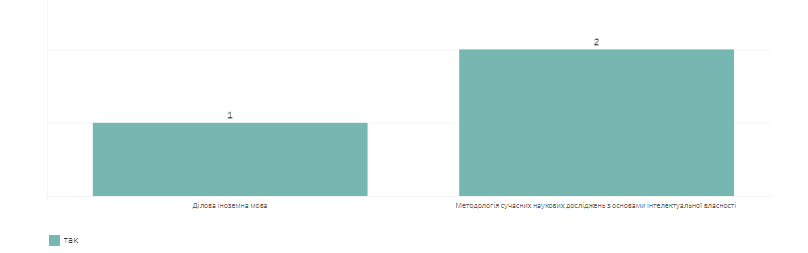 1
2
Ділова іноземна мова
Методологія сучасних наукових досліджень з основами інтелектуальної власності
так